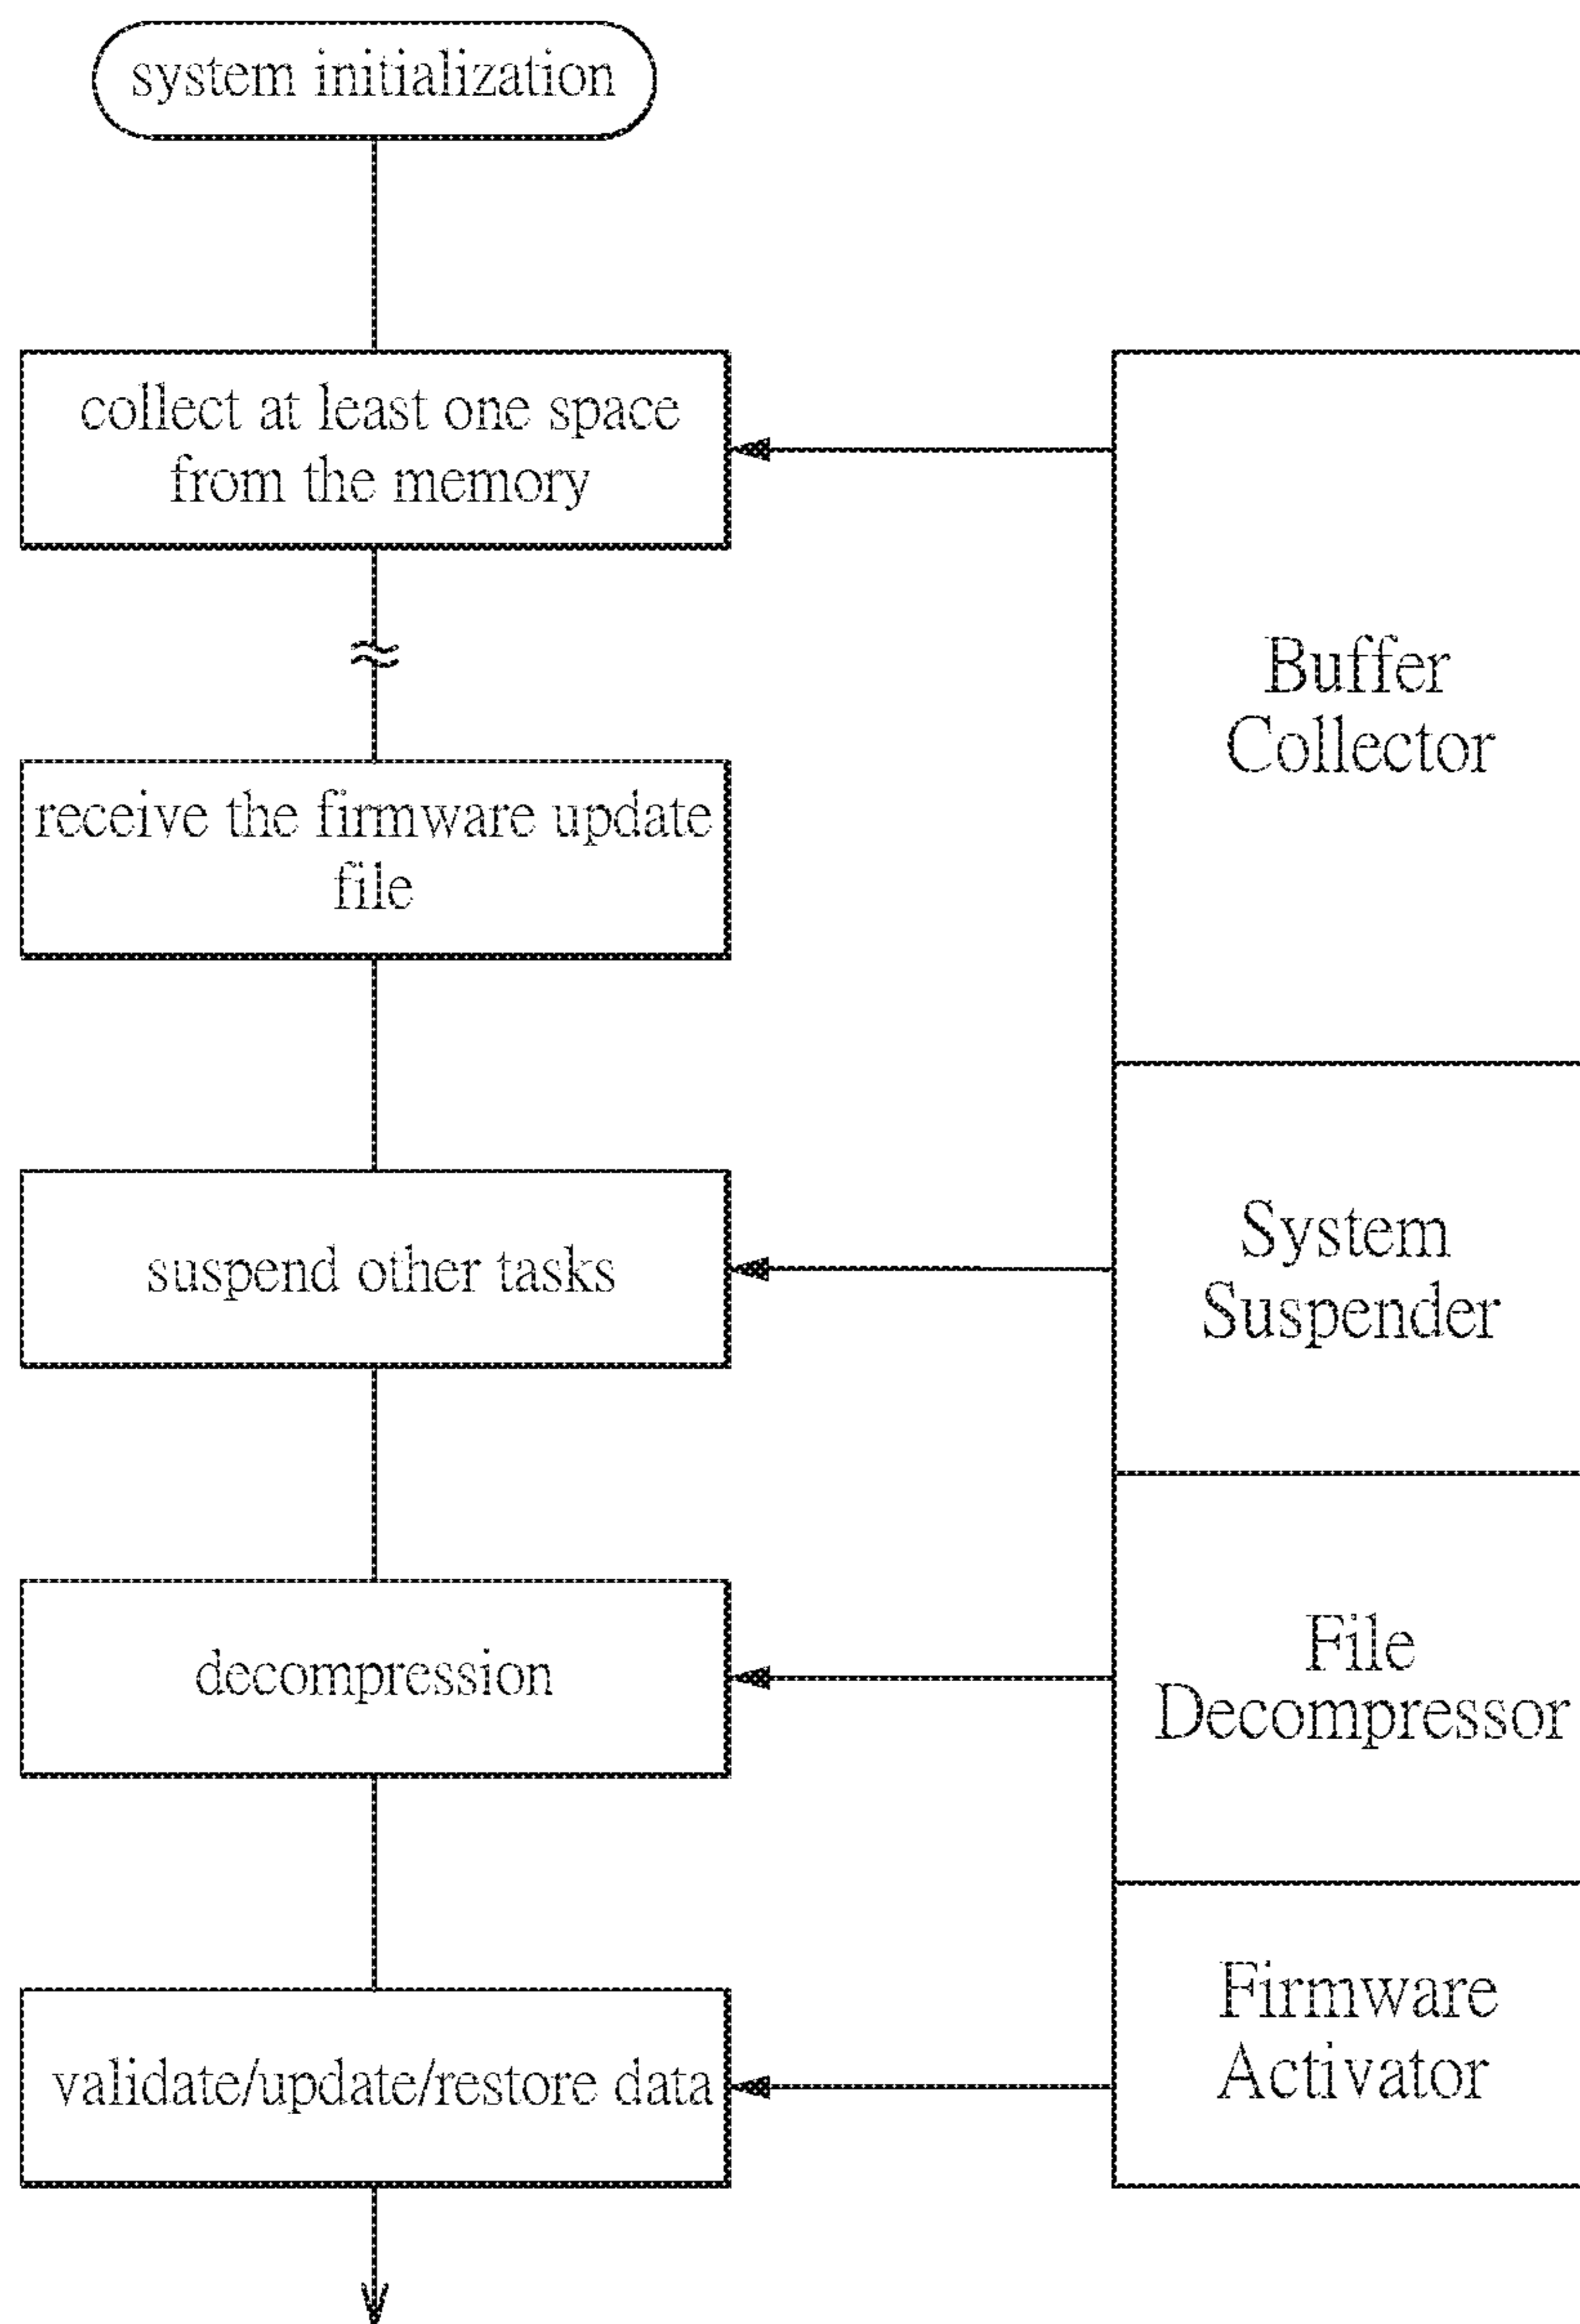 system initialization
collect at least one space
from the memory
receive the firmware update
file
suspend other tasks
decompression
validate/update/restore data
Buffer
Collector
System
Suspender
File
Decompressor
Firmware
Activator